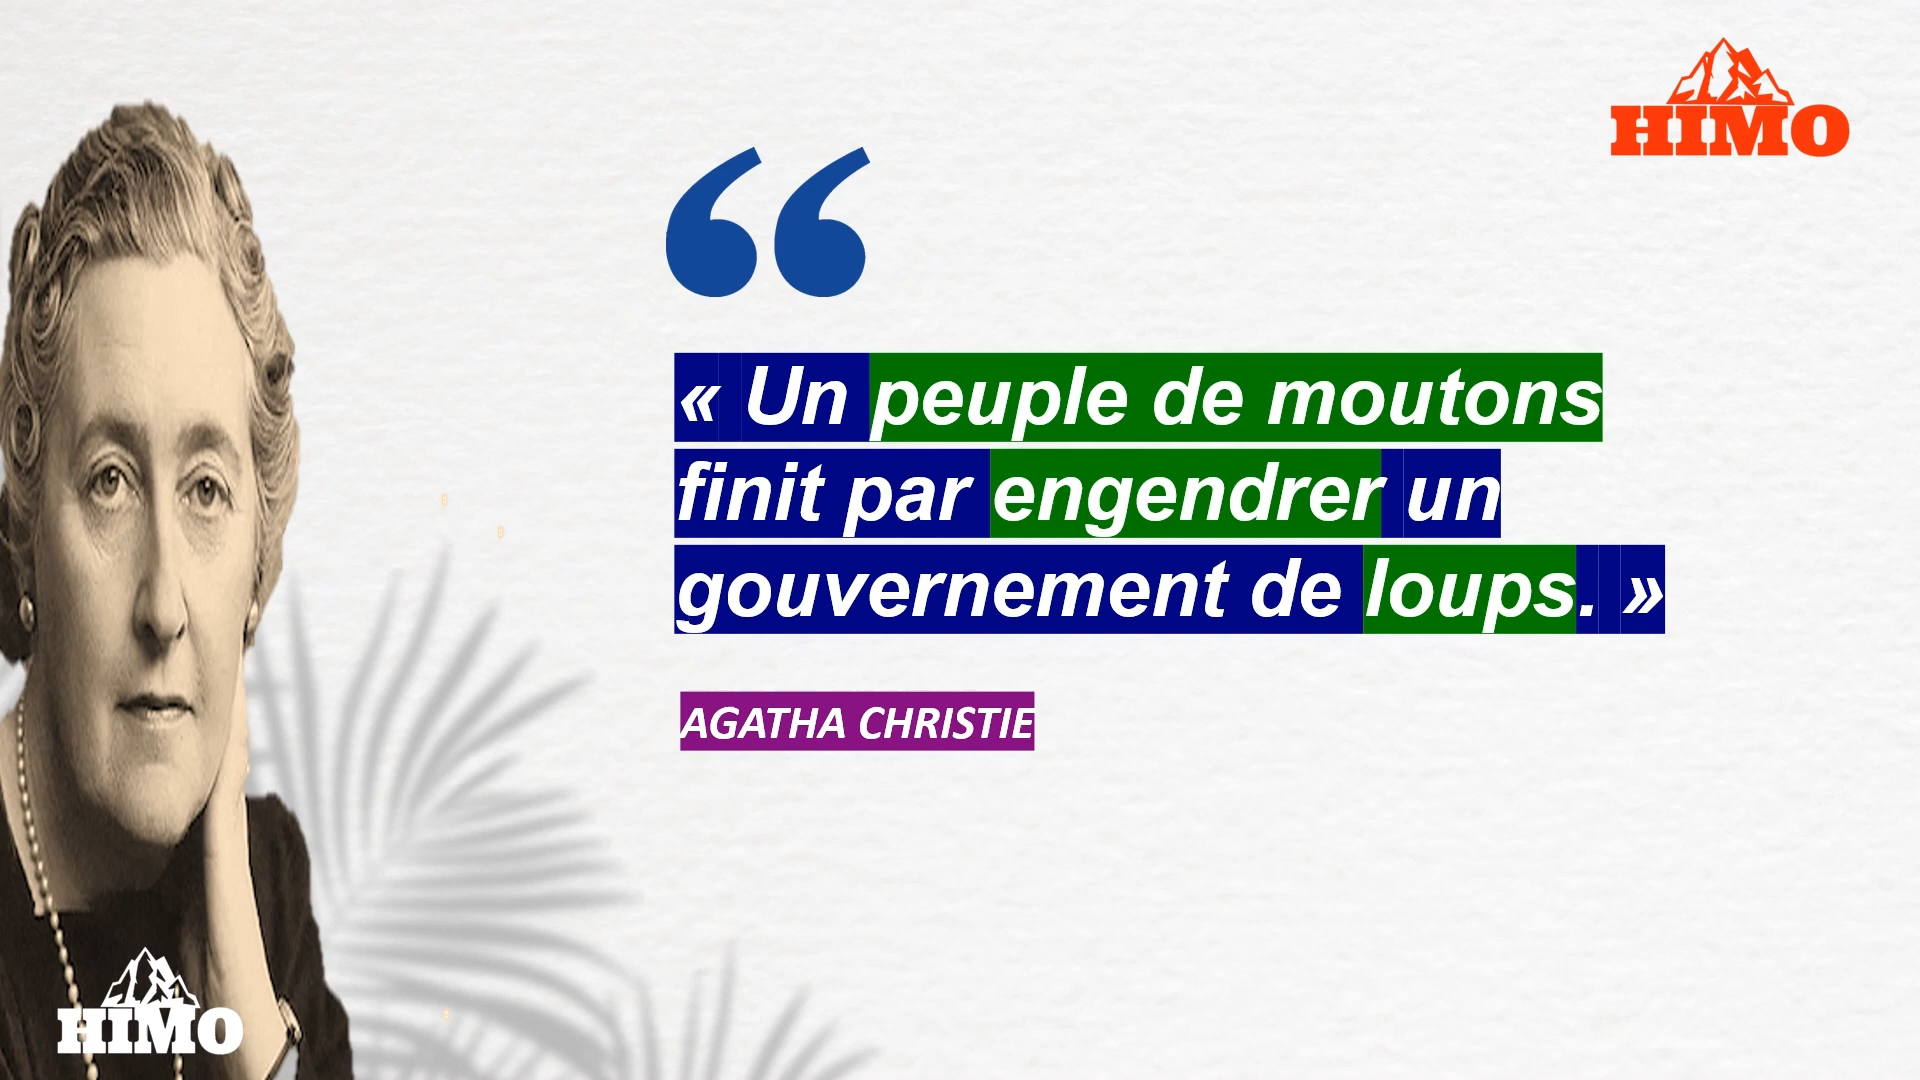 HIMO
« Un peuple de moutons
finit par engendrer un
gouvernement de loups. »
AGATHA CHRISTIE
HIMO